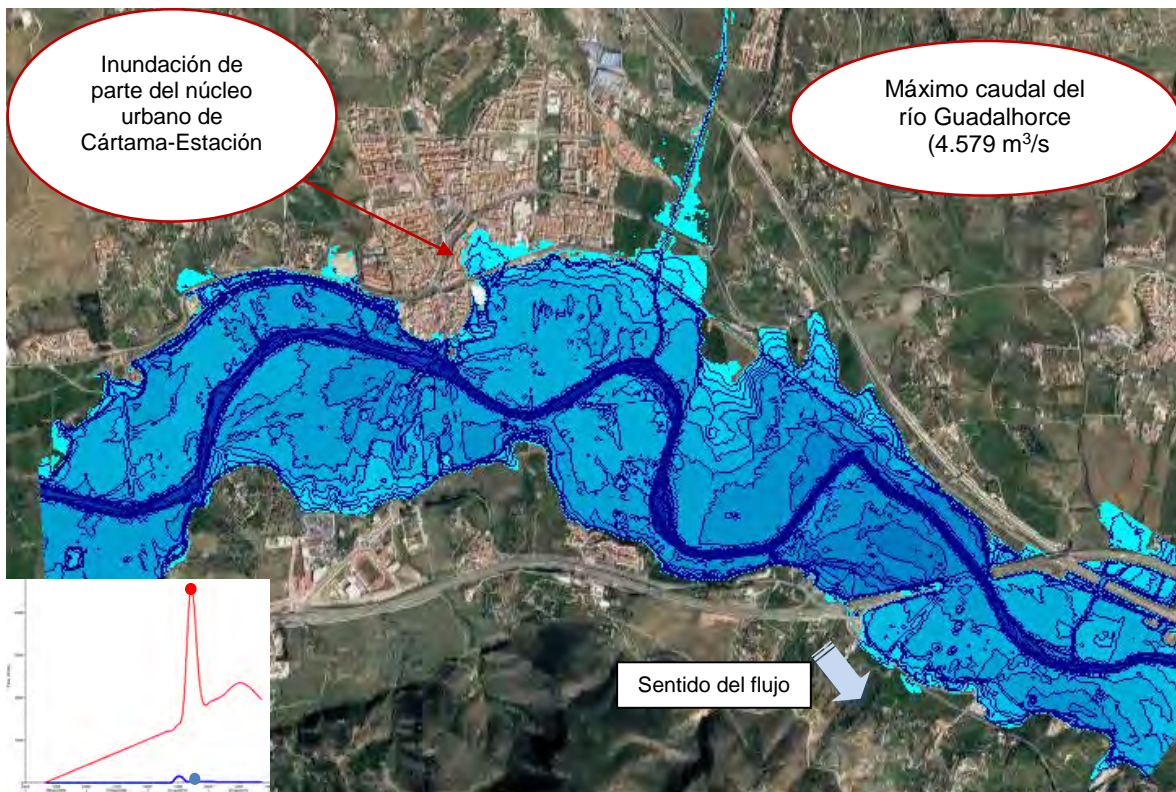 Inundación de
parte del núcleo
urbano de
Cártama-Estación
Máximo caudal del
río Guadalhorce
(4.579 m³/s
Sentido del flujo